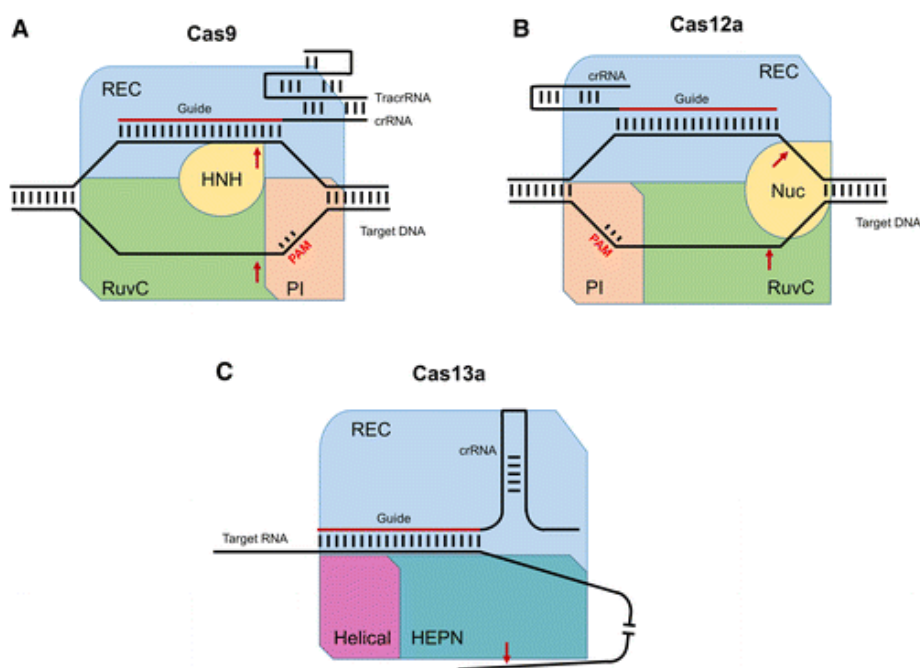 A
Cas9
REC
Guide
TracrRNA
crRNA
HNH
Target DNA
PAM
RuvC
PI
B
Cas12a
crRNA
REC
Guide
Nuc
Target DNA
PAM
PI
RuvC
C
Cas13a
REC
crRNA
Guide
Target RNA
Helical
HEPN